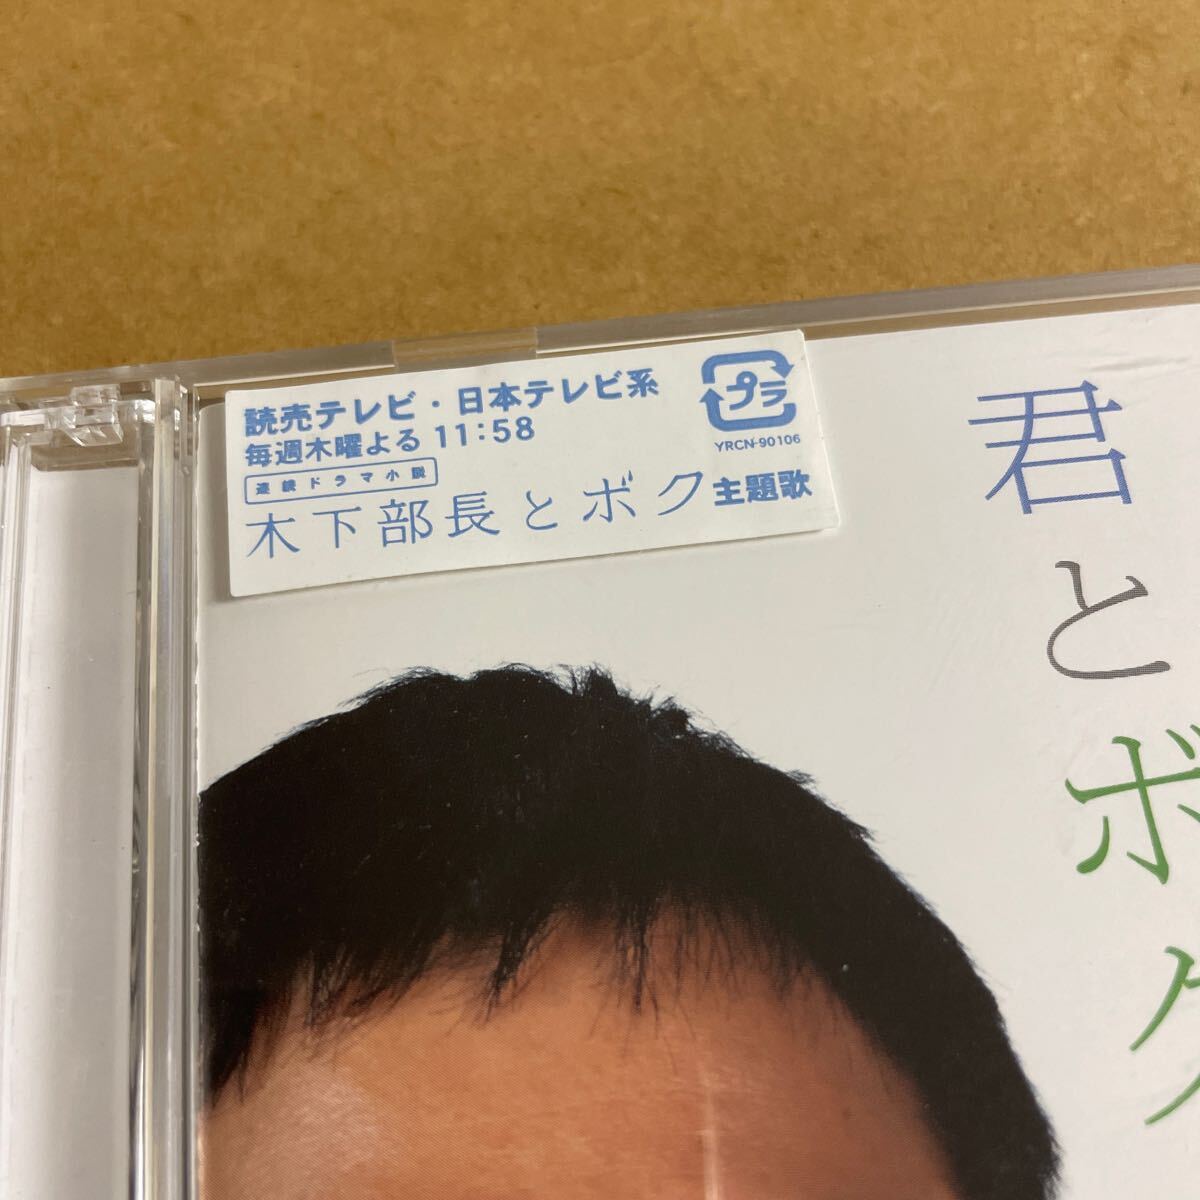 読売テレビ・日本テレビ系
毎週木曜よる 11:58
連続ドラマ小説
木下部長とボク 主題歌
プラ
YRCN-90106
君とボク